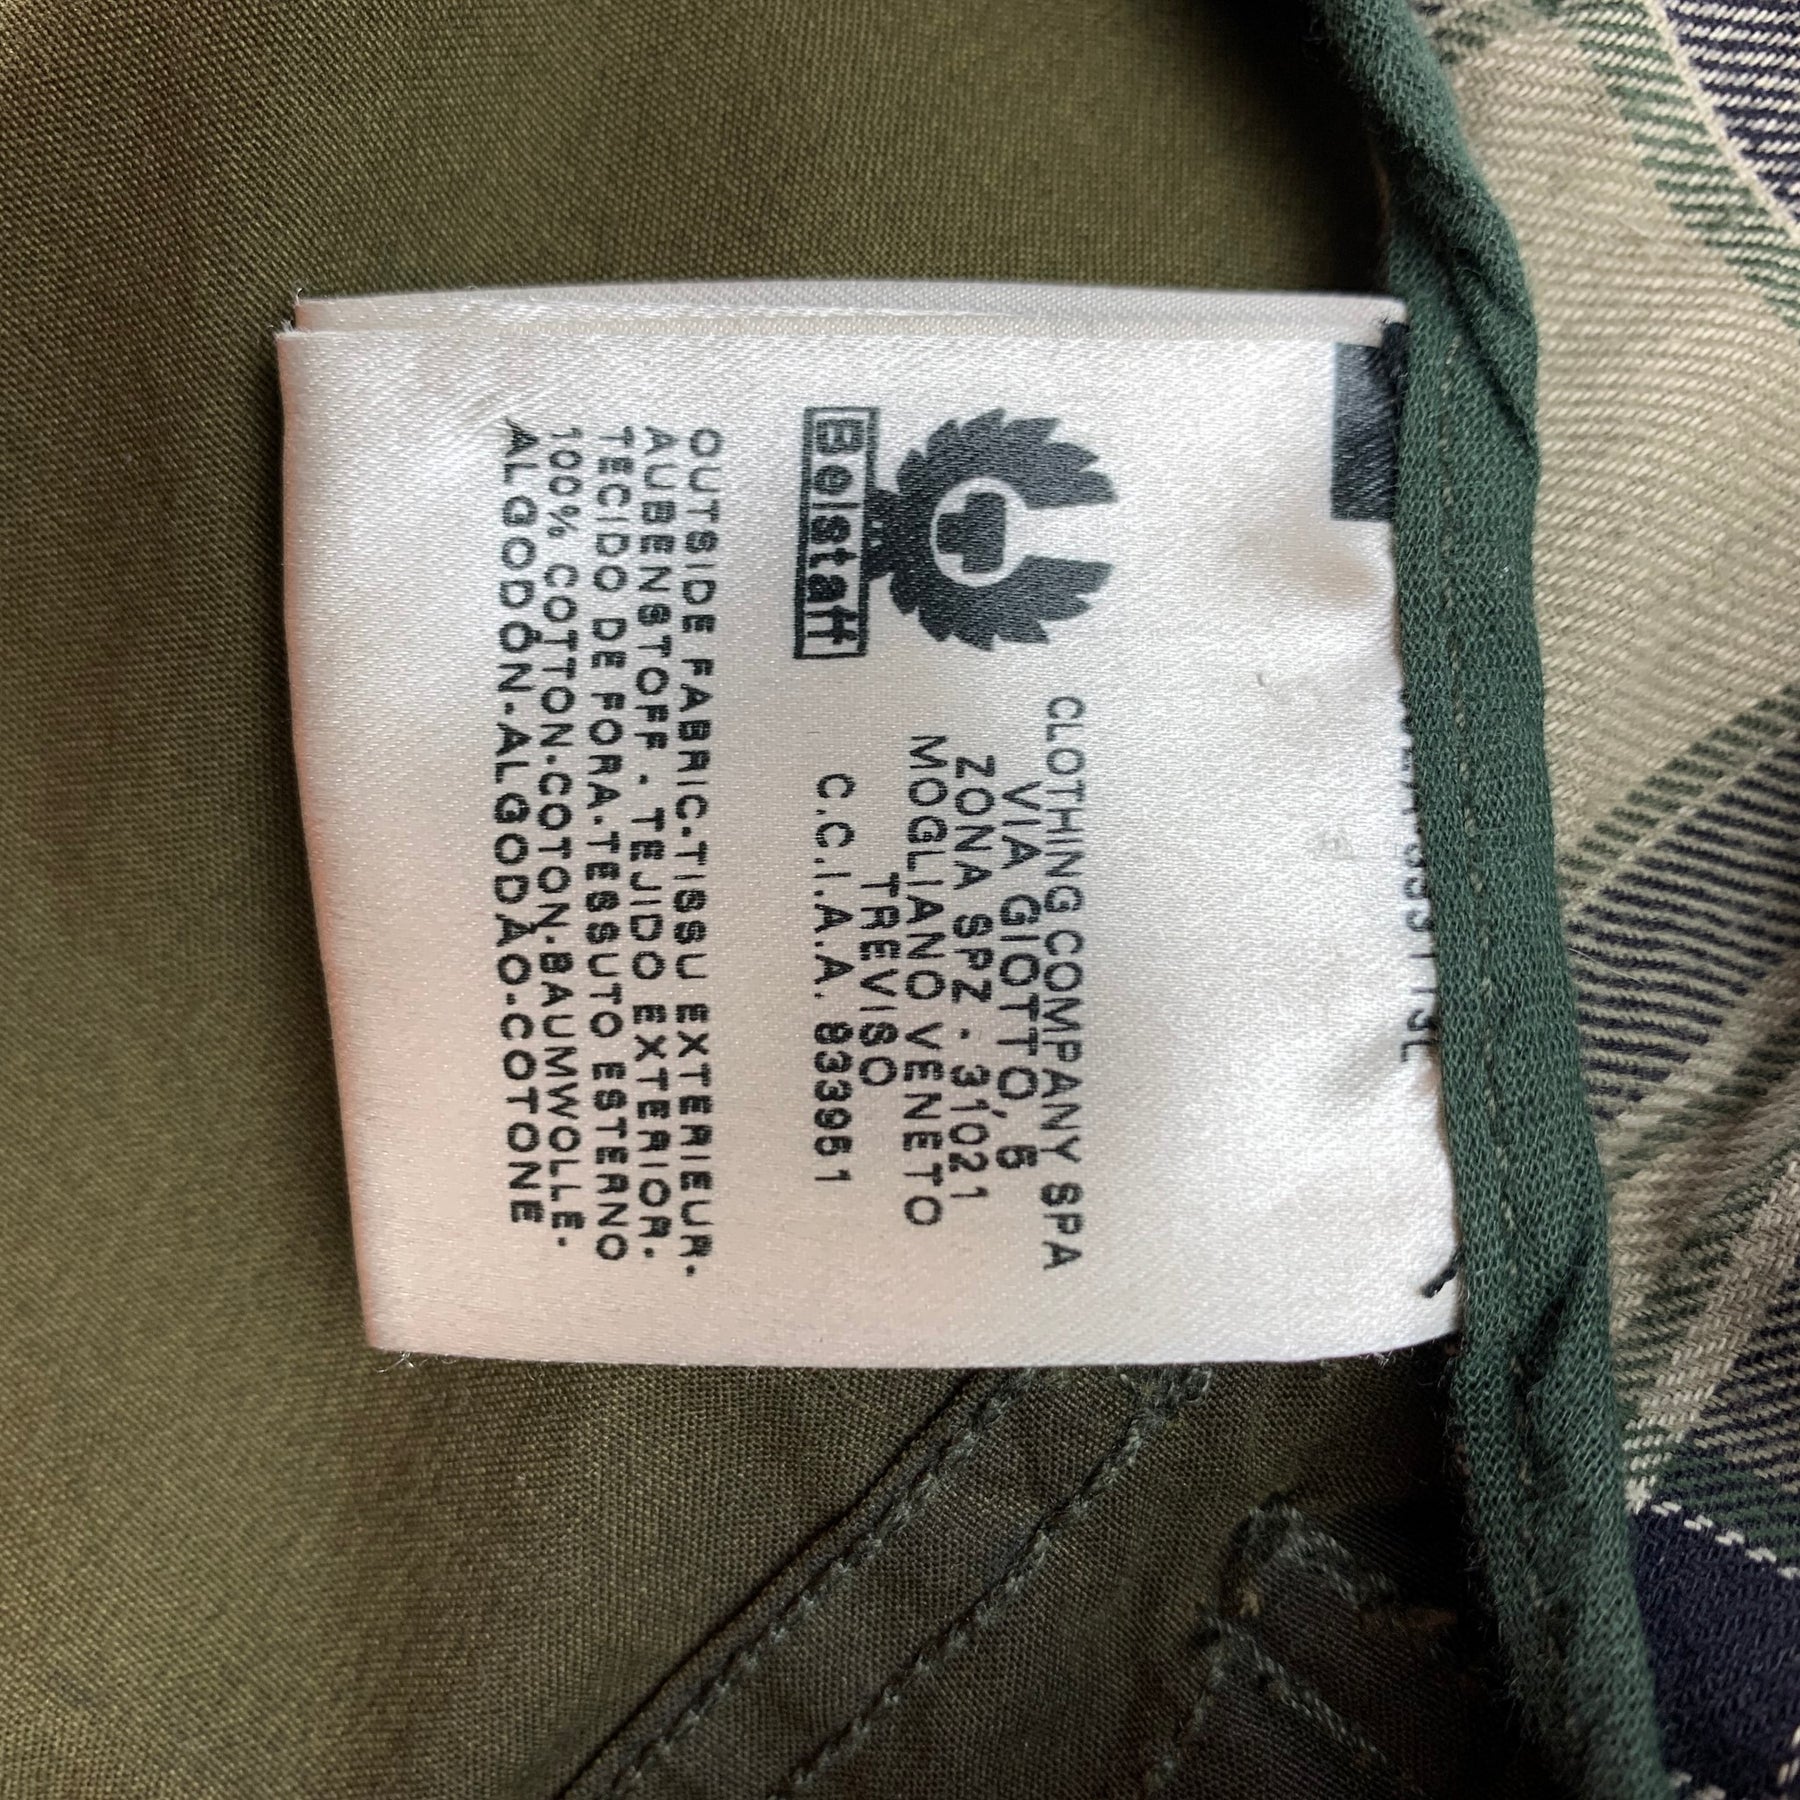 Belstaff
CLOTHING COMPANY SPA
VIA GIOTTO, 5
ZONA SPZ - 31021
MOGLIANO VENETO
TREVISO
C.C.I.A.A. 833951
OUTSIDE FABRIC-TISSU EXTERIEUR-
AUBENSTOFF - TEJIDO EXTERIOR-
TECIDO DE FORA-TESSUTO ESTERNO
100% COTTON-COTON-BAUMWOLLE-
ALGODÓN-ALGODÃO-COTONE